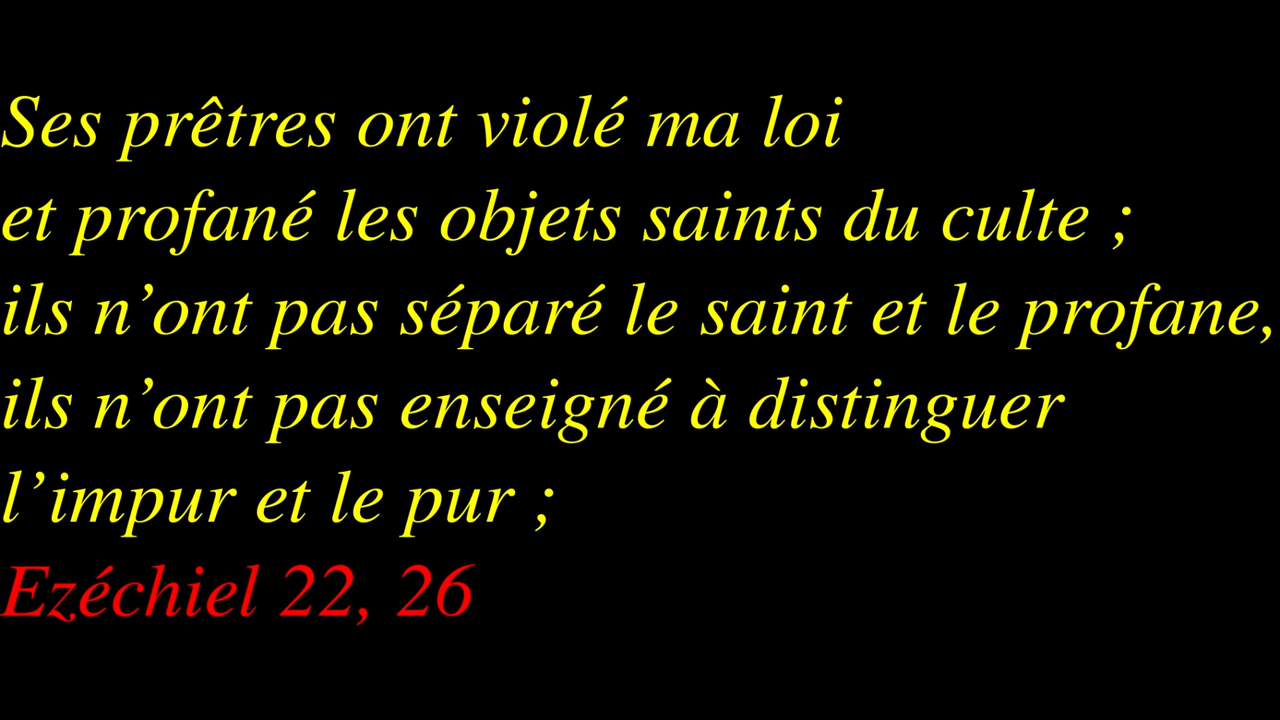 Ses prêtres ont violé ma loi
et profané les objets saints du culte ;
ils n’ont pas séparé le saint et le profane,
ils n’ont pas enseigné à distinguer
l’impur et le pur ;
Ezéchiel 22, 26